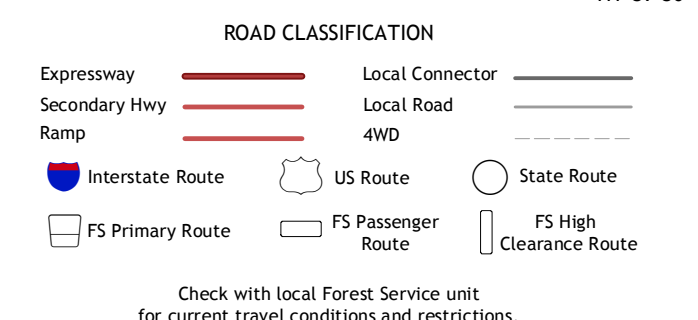 ROAD CLASSIFICATION
Expressway
Local Connector
Secondary Hwy
Local Road
Ramp
4WD
Interstate Route
US Route
State Route
FS Primary Route
FS Passenger
Route
FS High
Clearance Route
Check with local Forest Service unit
for current travel conditions and restrictions.